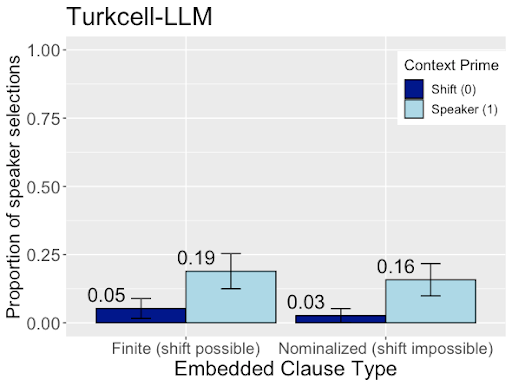 Turkcell-LLM
Proportion of speaker selections
1.00
0.75
0.50
0.25
0.00
Context Prime
Shift (0)
Speaker (1)
0.05
0.19
0.03
0.16
Finite (shift possible)
Nominalized (shift impossible)
Embedded Clause Type